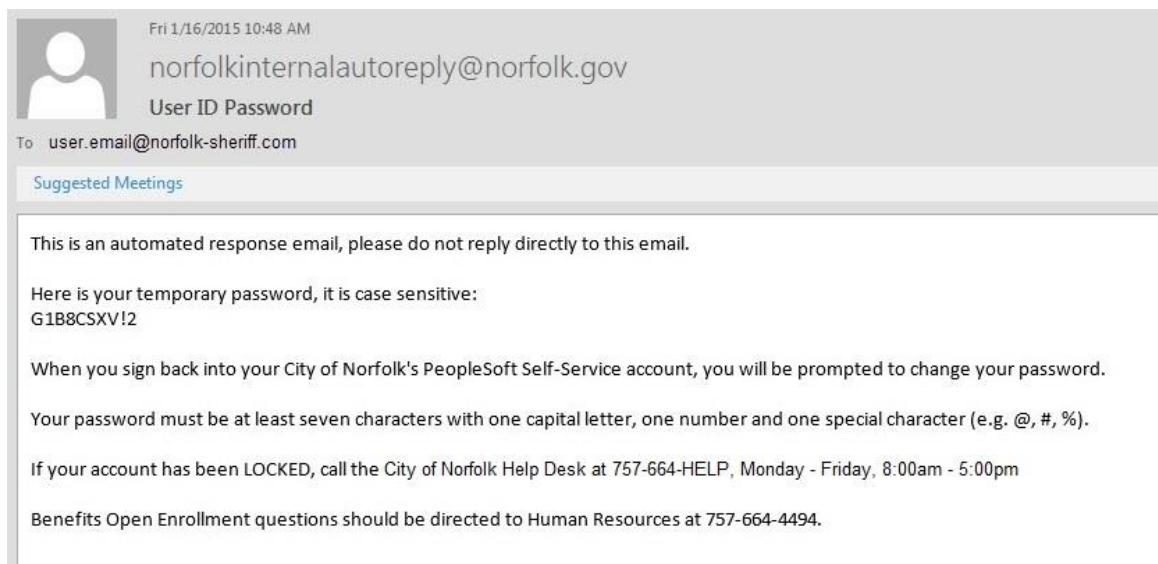 Fri 1/16/2015 10:48 AM
norfolkinternalautoreply@norfolk.gov
User ID Password
To user.email@norfolk-sheriff.com
Suggested Meetings
This is an automated response email, please do not reply directly to this email.
Here is your temporary password, it is case sensitive:
G1B8CSXV!2
When you sign back into your City of Norfolk's PeopleSoft Self-Service account, you will be prompted to change your password.
Your password must be at least seven characters with one capital letter, one number and one special character (e.g. @, #, %).
If your account has been LOCKED, call the City of Norfolk Help Desk at 757-664-HELP, Monday - Friday, 8:00am - 5:00pm
Benefits Open Enrollment questions should be directed to Human Resources at 757-664-4494.